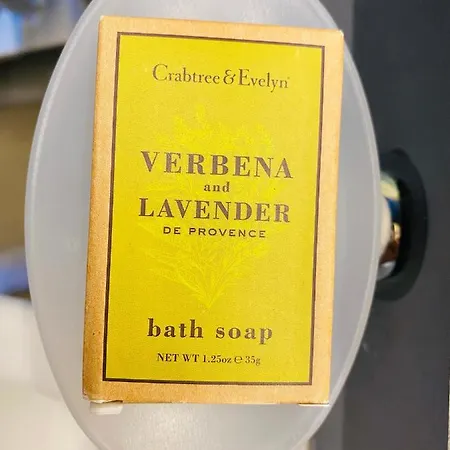 Crabtree & Evelyn®
VERBENA
and
LAVENDER
DE PROVENCE
bath soap
NET WT 1.25oz ℮ 35g